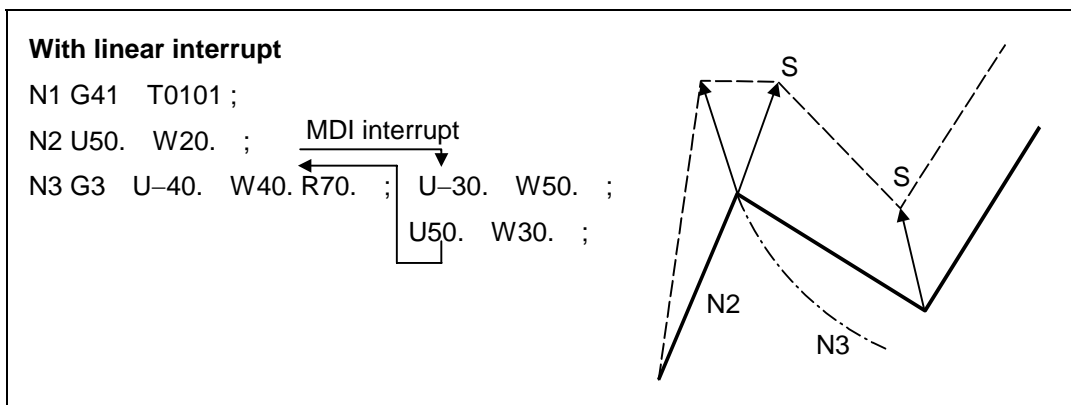 With linear interrupt
N1 G41 T0101 ;
N2 U50. W20. ;
MDI interrupt
N3 G3 U–40. W40. R70. ; U–30. W50. ;
U50. W30. ;
S
S
N2
N3